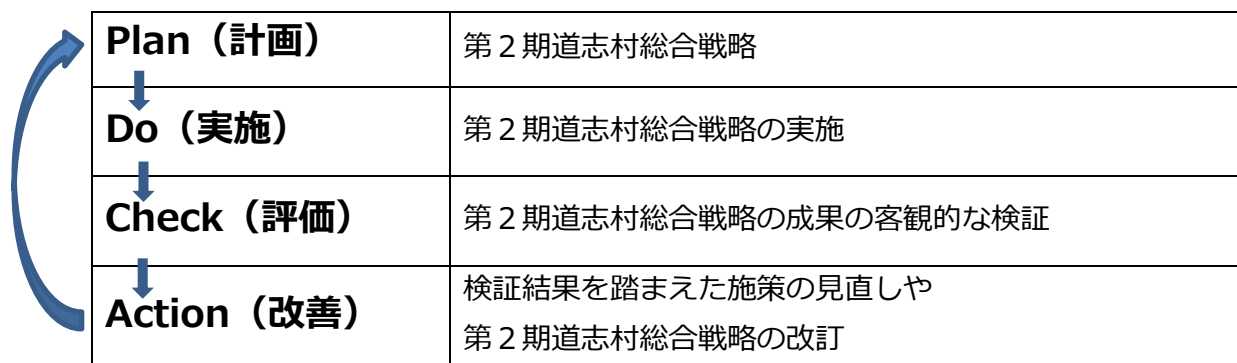 Plan（計画）
第２期道志村総合戦略
Do（実施）
第２期道志村総合戦略の実施
Check（評価）
第２期道志村総合戦略の成果の客観的な検証
Action（改善）
検証結果を踏まえた施策の見直しや
第２期道志村総合戦略の改訂